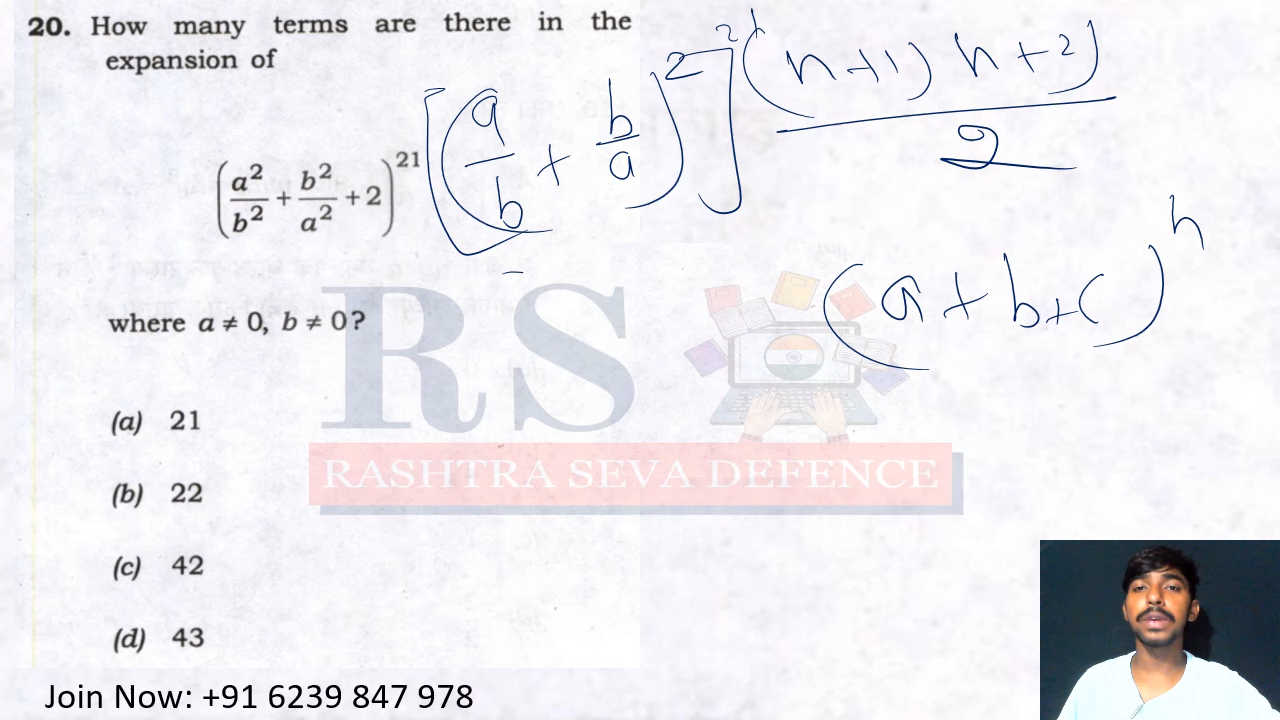 20. How many terms are there in the
expansion of
(a²/b² + b²/a² + 2)²¹
[(a/b + b/a)²]²¹
(n+1)(n+2)
2
(a+b+c)ⁿ
where a ≠ 0, b ≠ 0?
RS
(a) 21
RASHTRA SEVA DEFENCE
(b) 22
(c) 42
(d) 43
Join Now: +91 6239 847 978